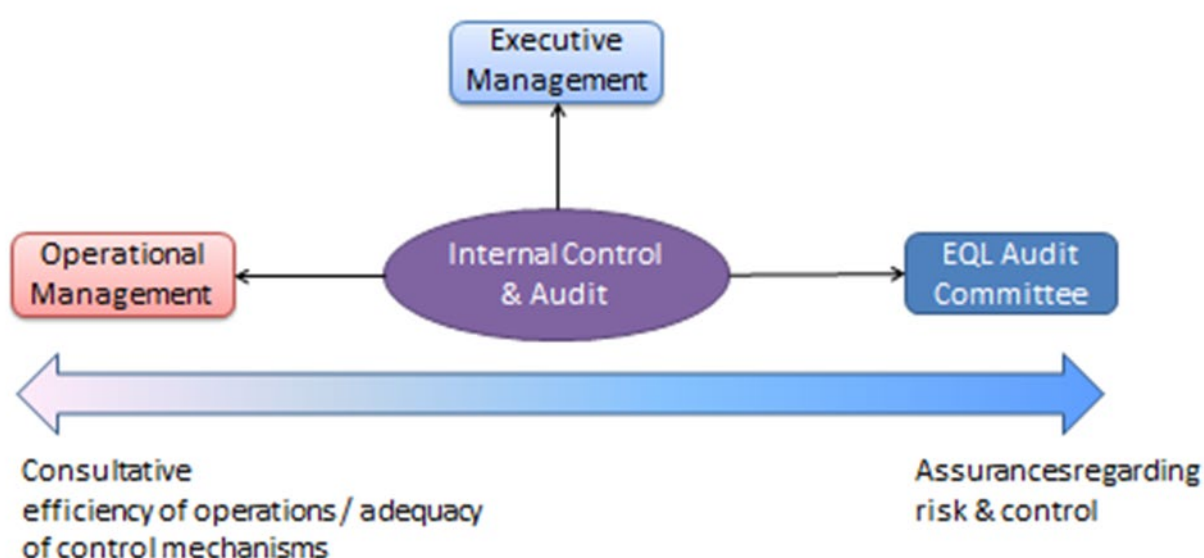 Executive
Management
Operational
Management
Internal Control
& Audit
EQL Audit
Committee
Consultative
efficiency of operations / adequacy
of control mechanisms
Assurancesregarding
risk & control